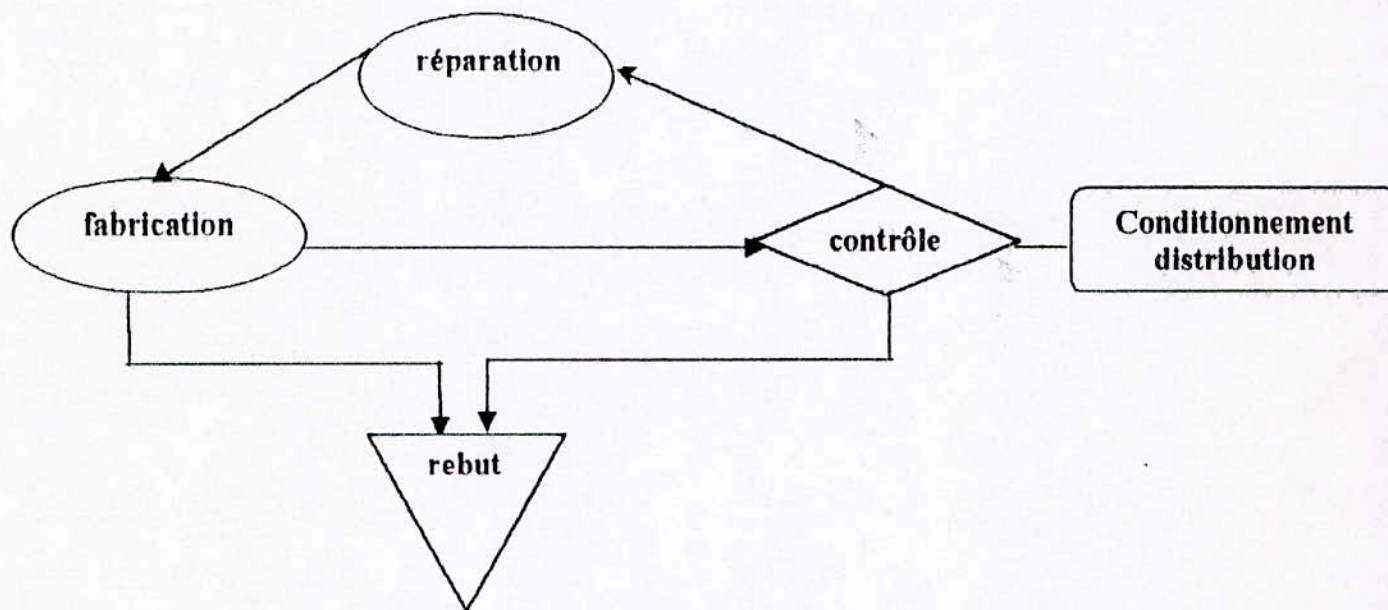 réparation
fabrication
contrôle
Conditionnement
distribution
rebut